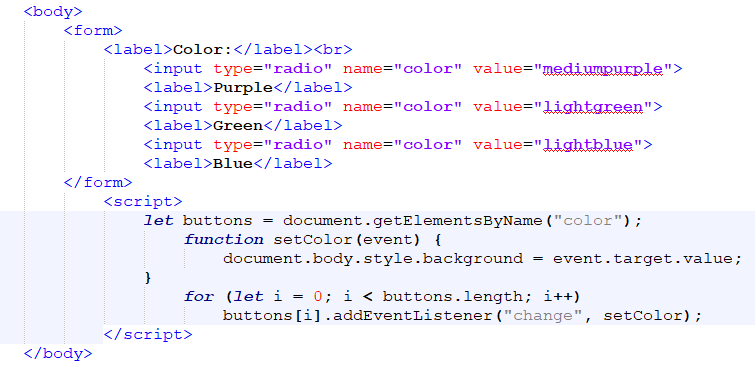 <body>
<form>
<label>Color:</label><br>
<input type="radio" name="color" value="mediumpurple">
<label>Purple</label>
<input type="radio" name="color" value="lightgreen">
<label>Green</label>
<input type="radio" name="color" value="lightblue">
<label>Blue</label>
</form>
<script>
let buttons = document.getElementsByName("color");
function setColor(event) {
document.body.style.background = event.target.value;
}
for (let i = 0; i < buttons.length; i++)
buttons[i].addEventListener("change", setColor);
</script>
</body>